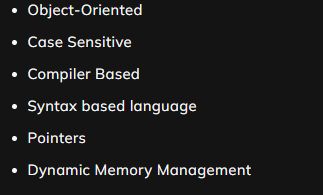 • Object-Oriented
• Case Sensitive
• Compiler Based
• Syntax based language
• Pointers
• Dynamic Memory Management